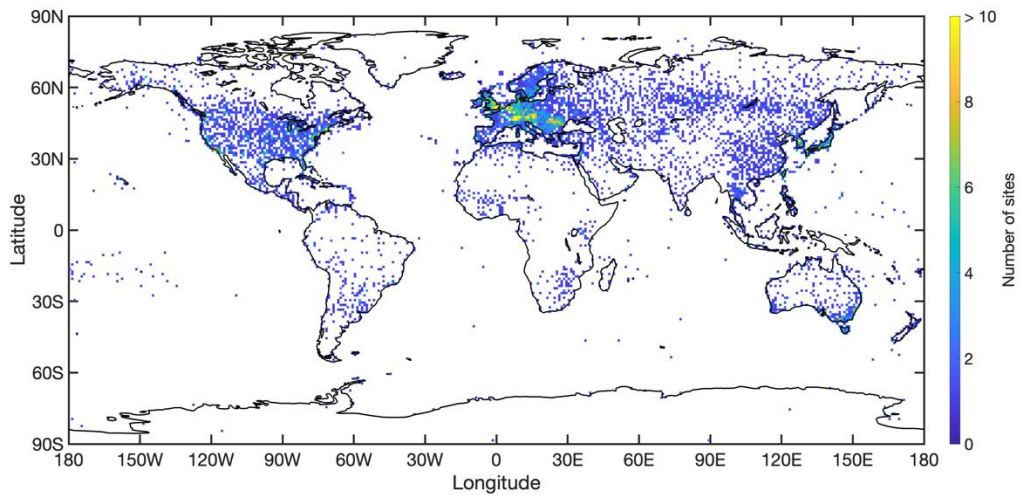 90N
60N
30N
0
30S
60S
90S
Latitude
180 150W 120W 90W 60W 30W 0 30E 60E 90E 120E 150E 180
Longitude
> 10
8
6
4
2
0
Number of sites